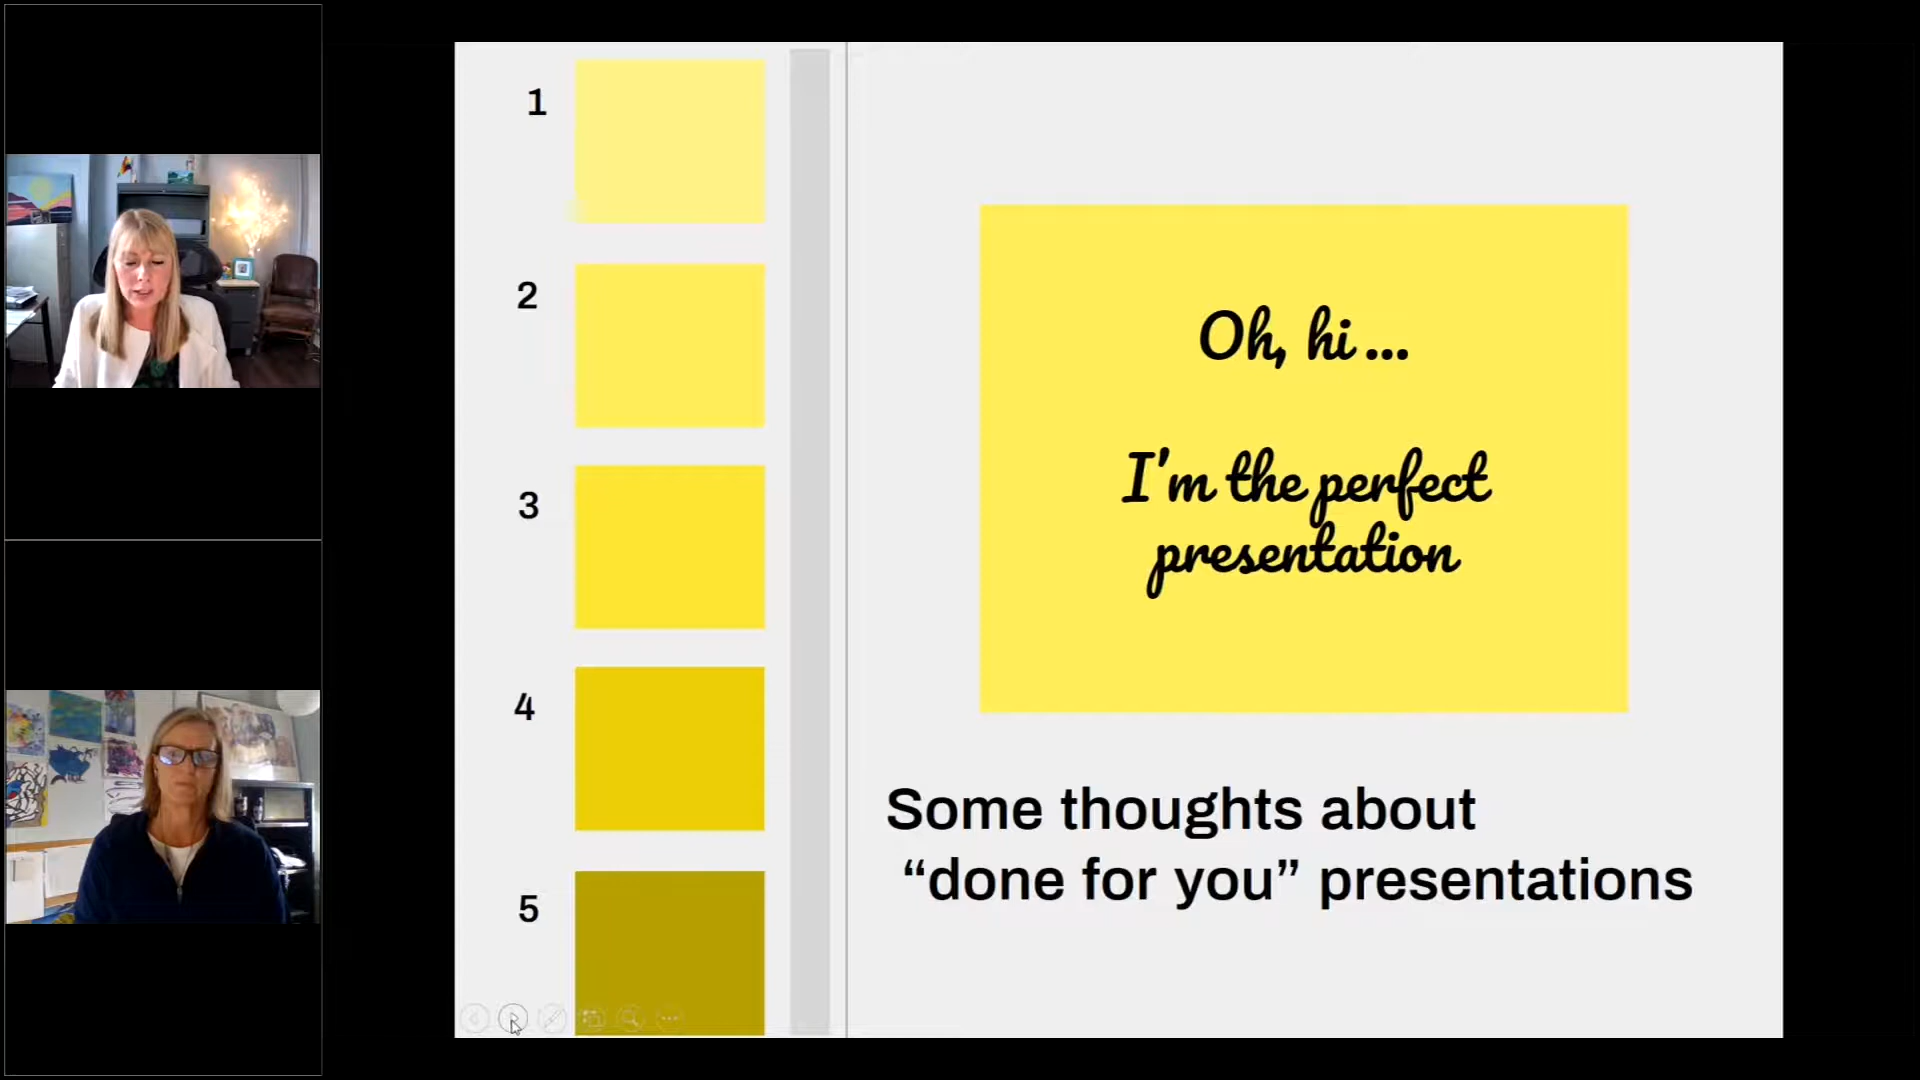 1
2
3
4
5
Oh, hi...
I'm the perfect
presentation
Some thoughts about
“done for you” presentations